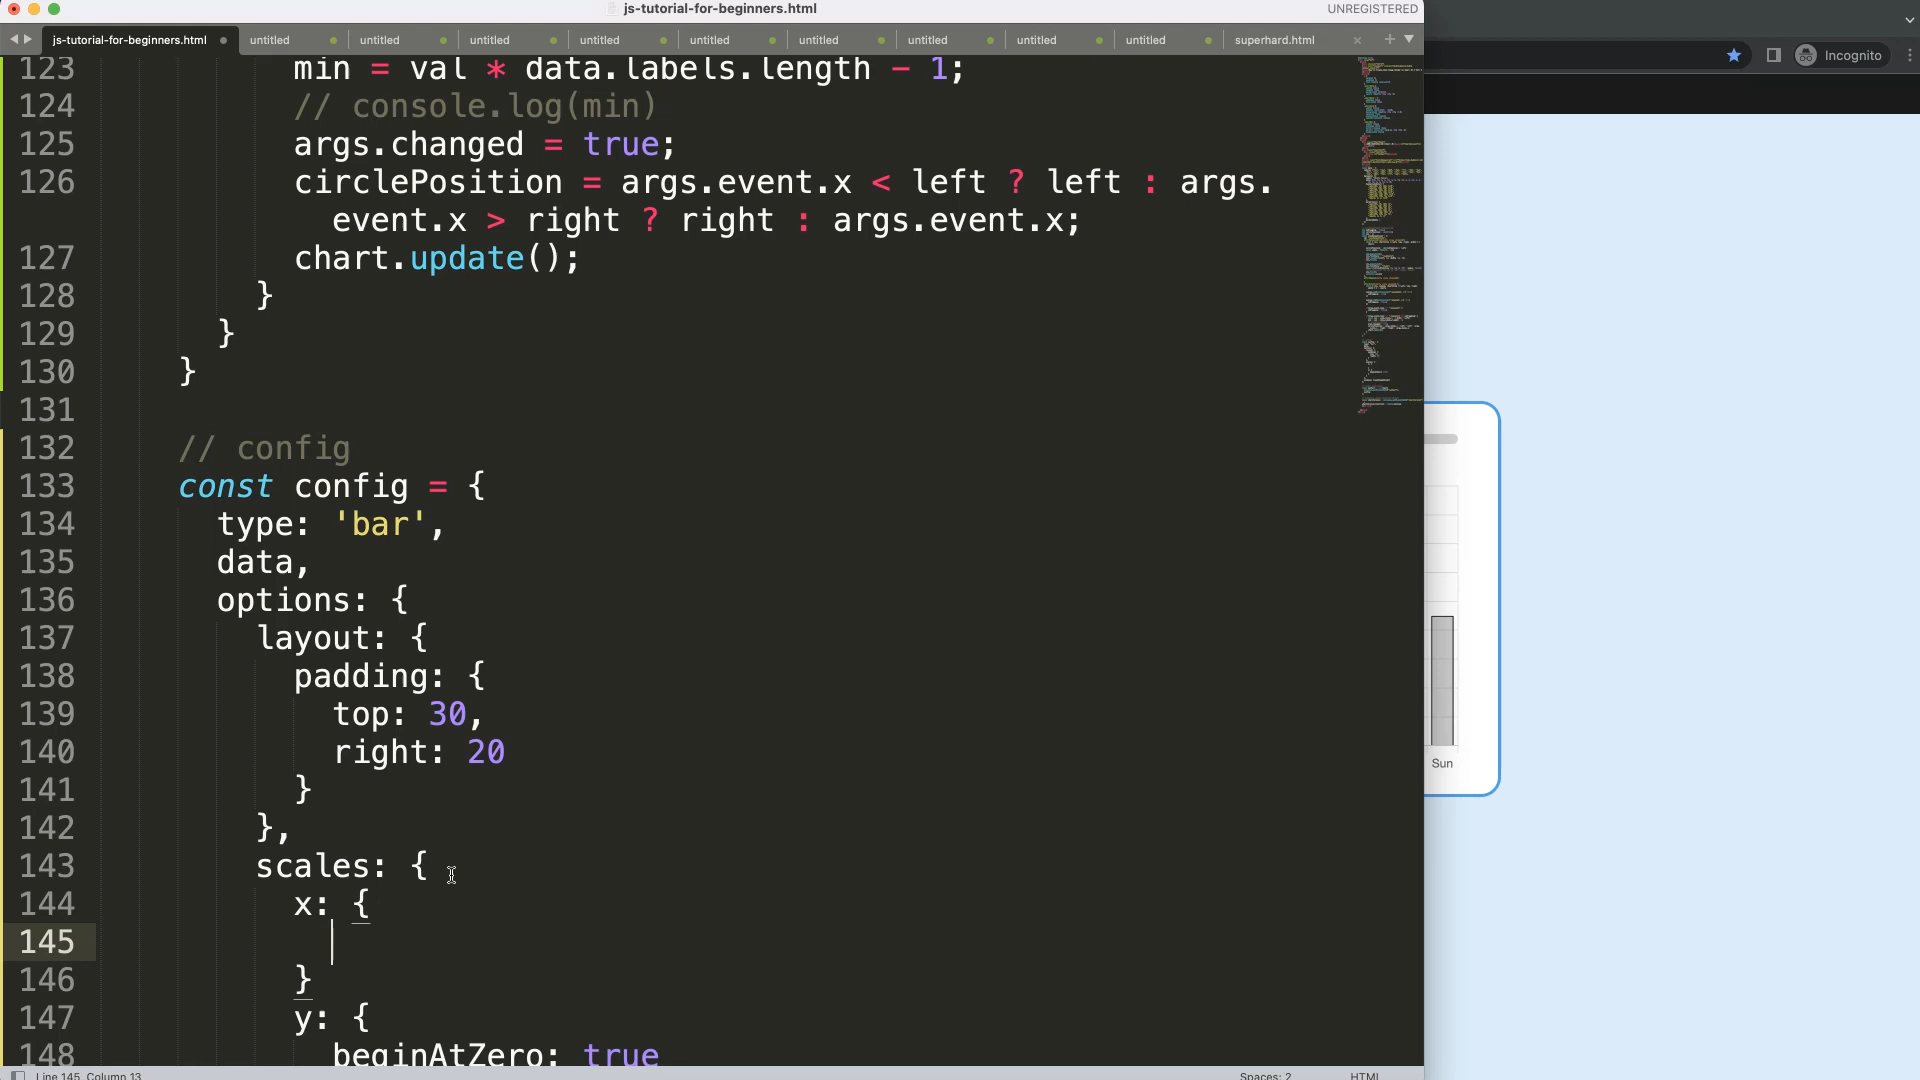 js-tutorial-for-beginners.html
UNREGISTERED
js-tutorial-for-beginners.html untitled untitled untitled untitled untitled untitled untitled untitled untitled superhard.html
Incognito
123 min = val * data.labels.length - 1;
124 // console.log(min)
125 args.changed = true;
126 circlePosition = args.event.x < left ? left : args.
event.x > right ? right : args.event.x;
127 chart.update();
128 }
129 }
130 }
131
132 // config
133 const config = {
134 type: 'bar',
135 data,
136 options: {
137 layout: {
138 padding: {
139 top: 30,
140 right: 20
141 }
142 },
143 scales: {
144 x: {
145
146 }
147 y: {
148 beginAtZero: true
Sun
Line 145, Column 13
Spaces: 2
HTML